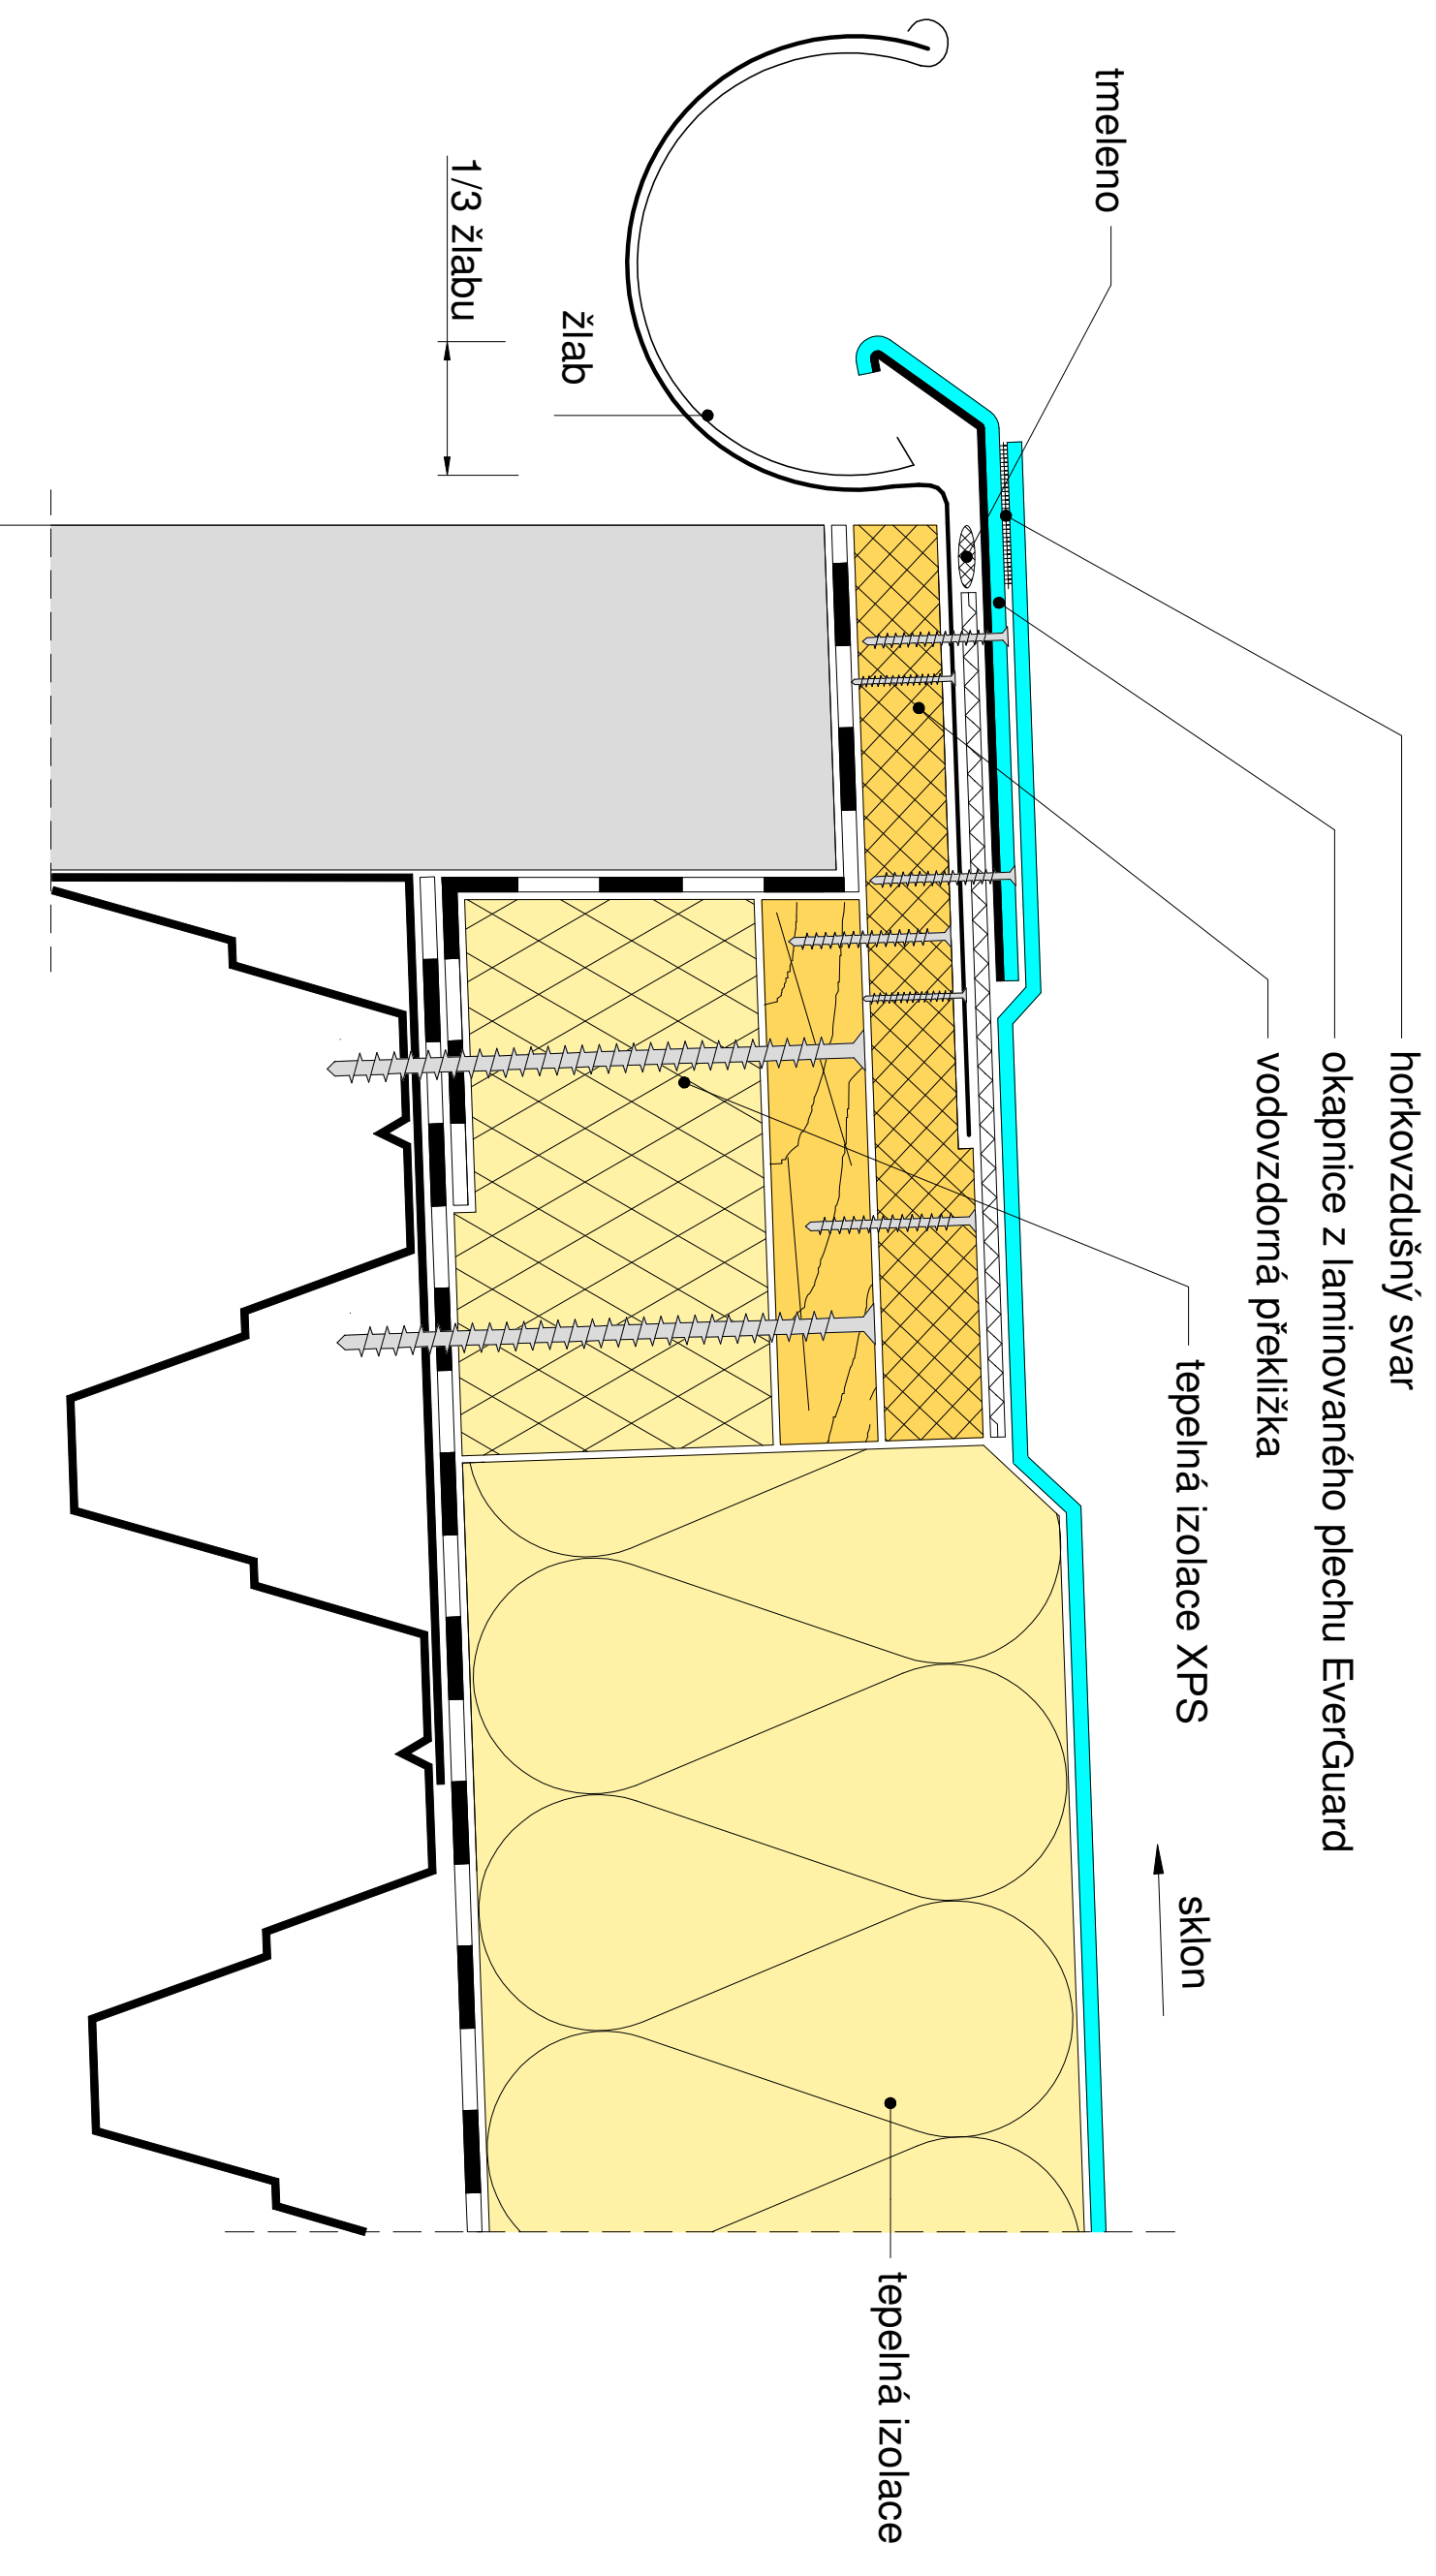 horkovzdušný svar
okapnice z laminovaného plechu EverGuard
vodovzdorná překližka
tepelná izolace XPS
sklon
tmeleno
tepelná izolace
žlab
1/3 žlabu